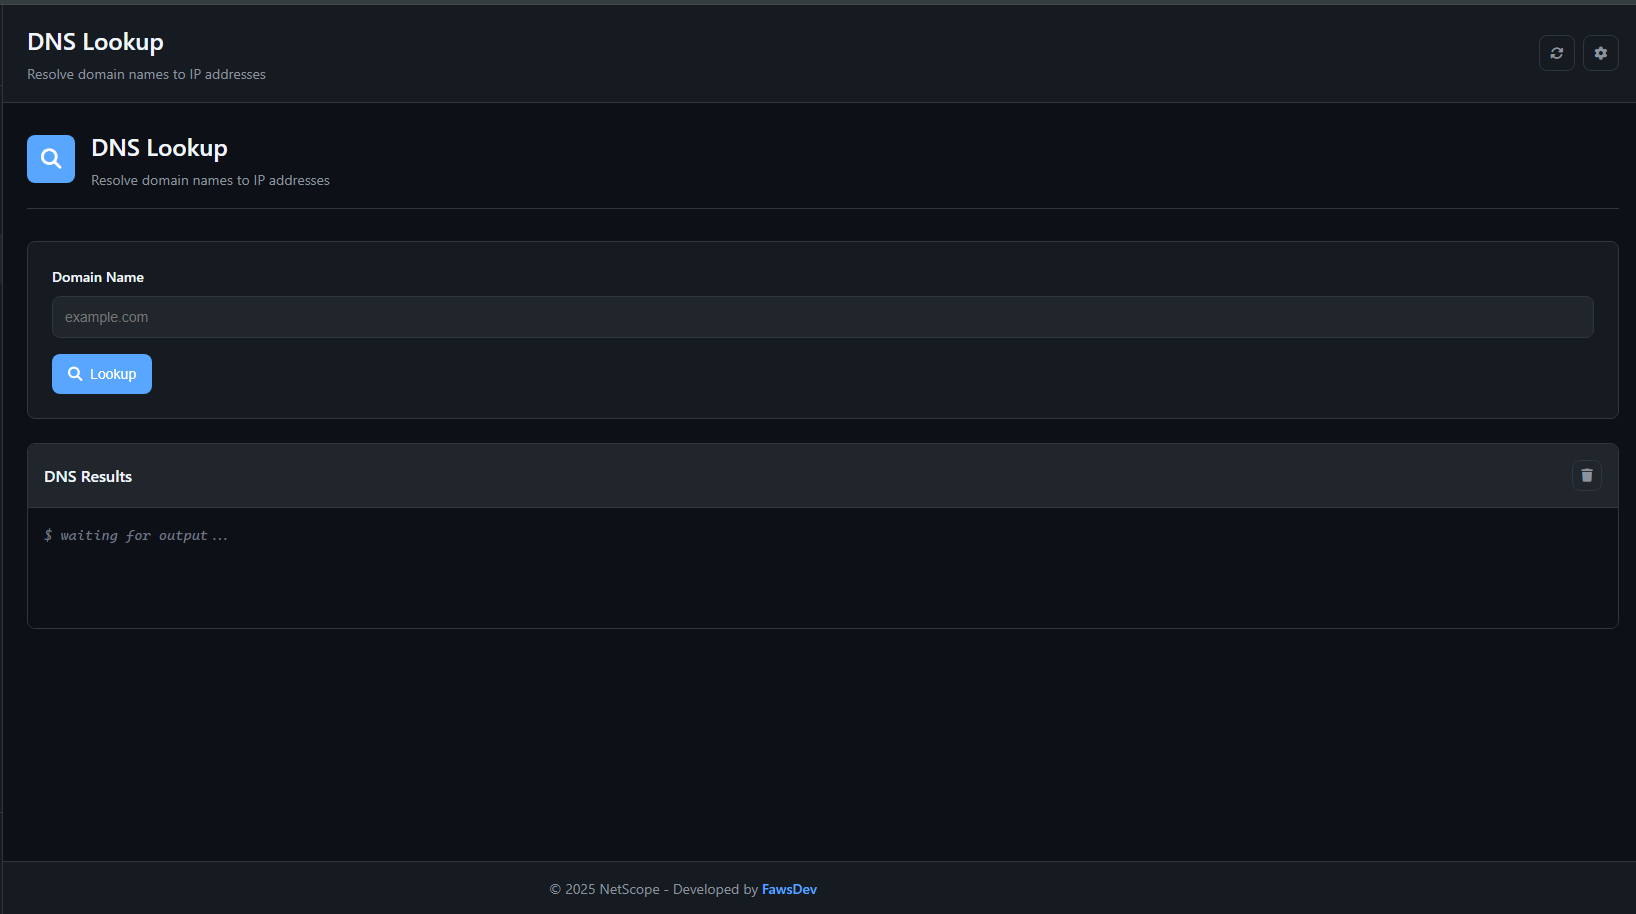 DNS Lookup
Resolve domain names to IP addresses
DNS Lookup
Resolve domain names to IP addresses
Domain Name
example.com
Lookup
DNS Results
$ waiting for output...
© 2025 NetScope - Developed by FawsDev